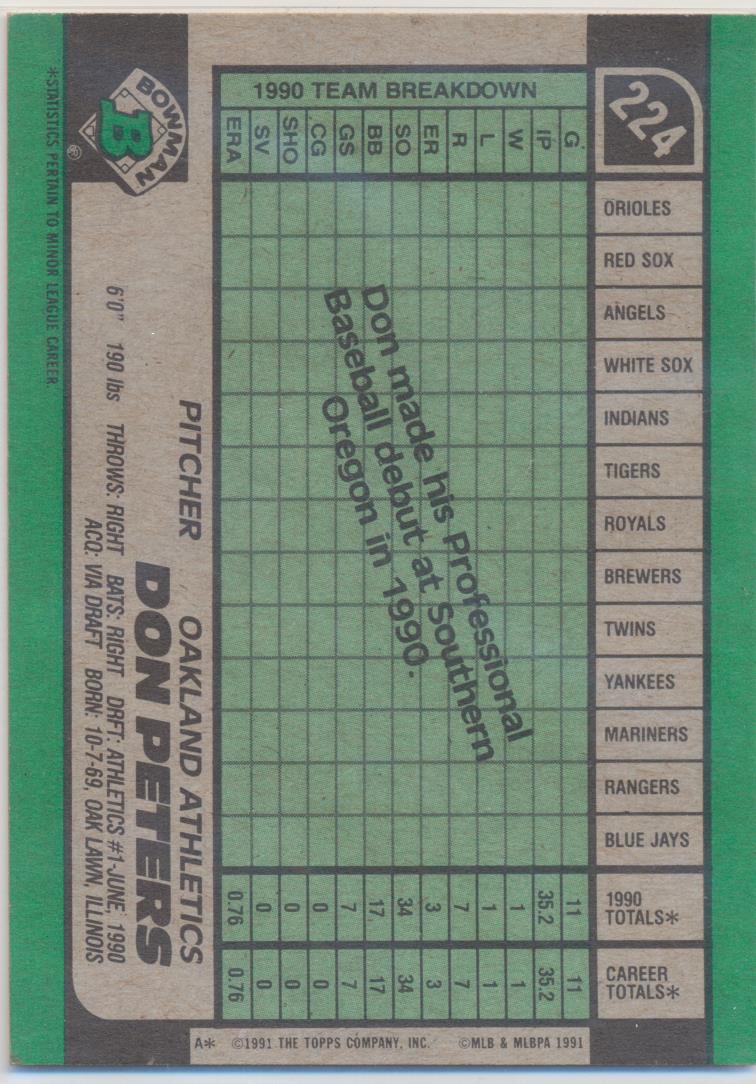 224
BOWMAN
B
®
OAKLAND ATHLETICS
DON PETERS
PITCHER
6'0" 190 lbs THROWS: RIGHT BATS: RIGHT DRFT: ATHLETICS #1-JUNE, 1990
ACQ: VIA DRAFT BORN: 10-7-69, OAK LAWN, ILLINOIS
*STATISTICS PERTAIN TO MINOR LEAGUE CAREER.
1990 TEAM BREAKDOWN
G IP W L R ER SO BB GS CG SHO SV ERA
ORIOLES
RED SOX
ANGELS
WHITE SOX
INDIANS
TIGERS
ROYALS
BREWERS
TWINS
YANKEES
MARINERS
RANGERS
BLUE JAYS
1990
TOTALS* 11 35.2 1 1 7 3 34 17 7 0 0 0 0.76
CAREER
TOTALS* 11 35.2 1 1 7 3 34 17 7 0 0 0 0.76
Don made his Professional
Baseball debut at Southern
Oregon in 1990.
A* ©1991 THE TOPPS COMPANY, INC. ©MLB & MLBPA 1991